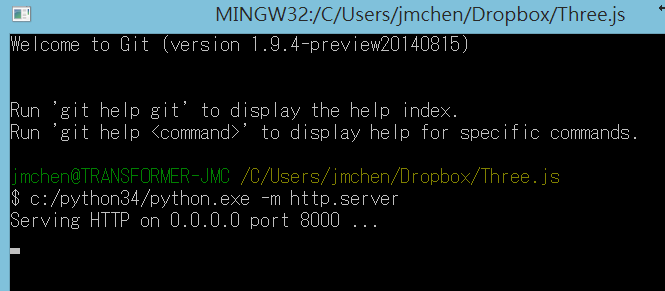 MINGW32:/C/Users/jmchen/Dropbox/Three.js
Welcome to Git (version 1.9.4-preview20140815)
Run 'git help git' to display the help index.
Run 'git help <command>' to display help for specific commands.
jmchen@TRANSFORMER-JMC /C/Users/jmchen/Dropbox/Three.js
$ c:/python34/python.exe -m http.server
Serving HTTP on 0.0.0.0 port 8000 ...